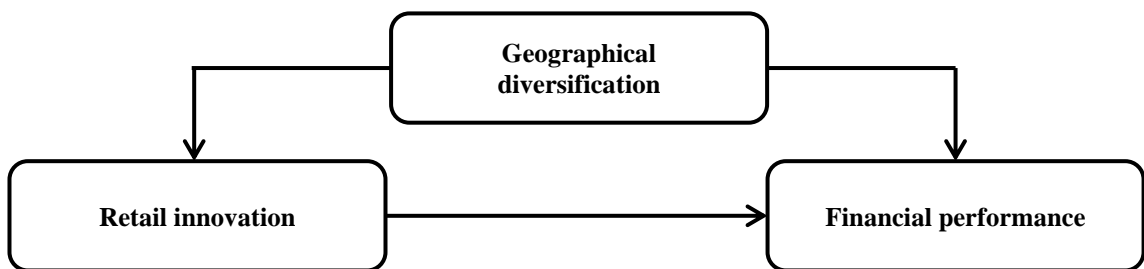 Geographical
diversification
Retail innovation
Financial performance